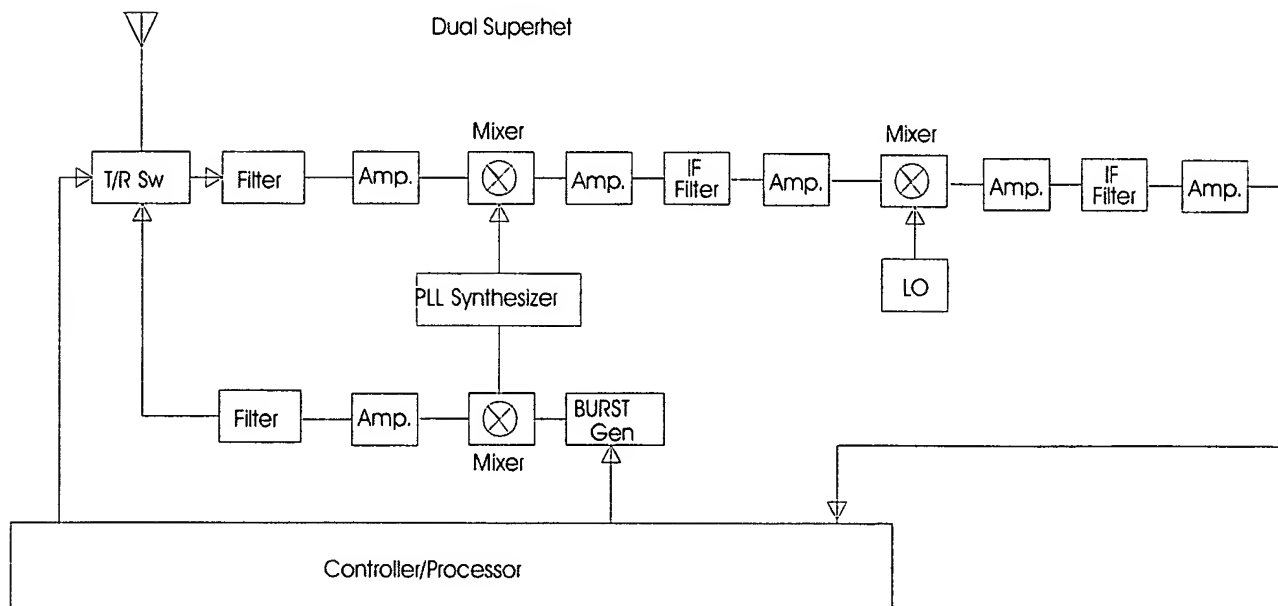 Dual Superhet
Mixer
Mixer
T/R Sw
Filter
Amp.
Amp.
IF
Filter
Amp.
Amp.
IF
Filter
Amp.
PLL Synthesizer
LO
Filter
Amp.
BURST
Gen
Mixer
Controller/Processor